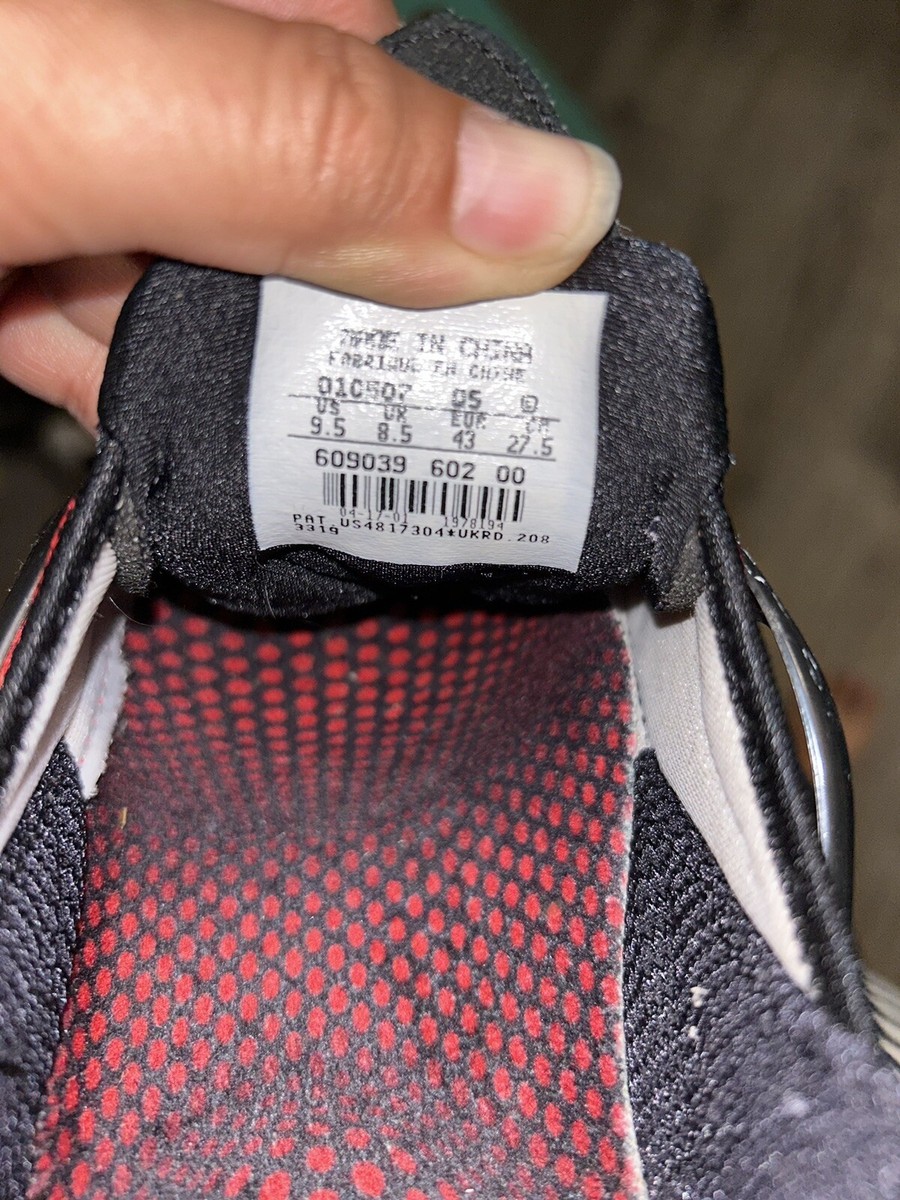 MADE IN CHINA
FABRIQUE EN CHINE
010507 05
US UK EUR CM
9.5 8.5 43 27.5
609039 602 00
04-17-01 1978194
PAT US4817304*UKRD.208
3319